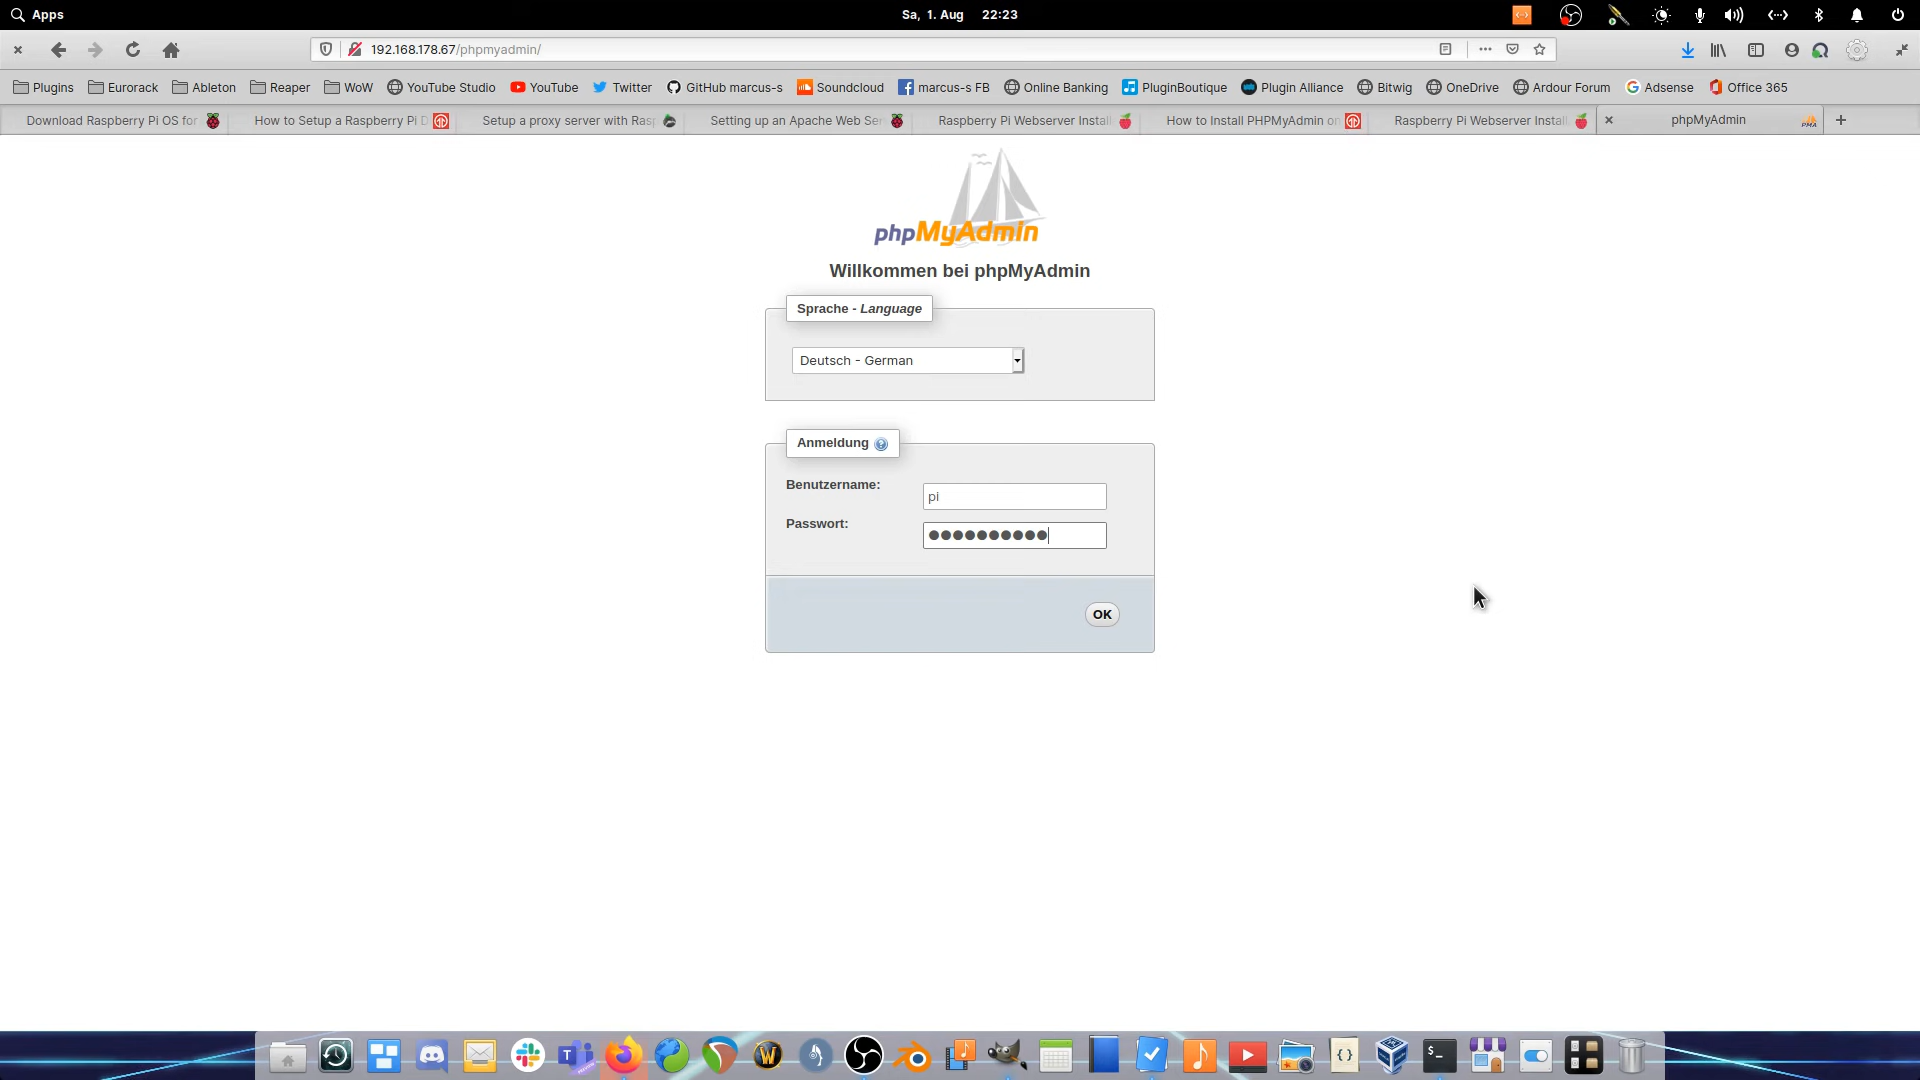 Apps
Sa, 1. Aug 22:23
192.168.178.67/phpmyadmin/
Plugins Eurorack Ableton Reaper WoW YouTube Studio YouTube Twitter GitHub marcus-s Soundcloud marcus-s FB Online Banking PluginBoutique Plugin Alliance Bitwig OneDrive Ardour Forum Adsense Office 365
Download Raspberry Pi OS for How to Setup a Raspberry Pi Setup a proxy server with Setting up an Apache Web Raspberry Pi Webserver Install How to Install PHPMyAdmin on Raspberry Pi Webserver Install phpMyAdmin
PMA
phpMyAdmin
Willkommen bei phpMyAdmin
Sprache - Language
Deutsch - German
Anmeldung
Benutzername:
pi
Passwort:
OK